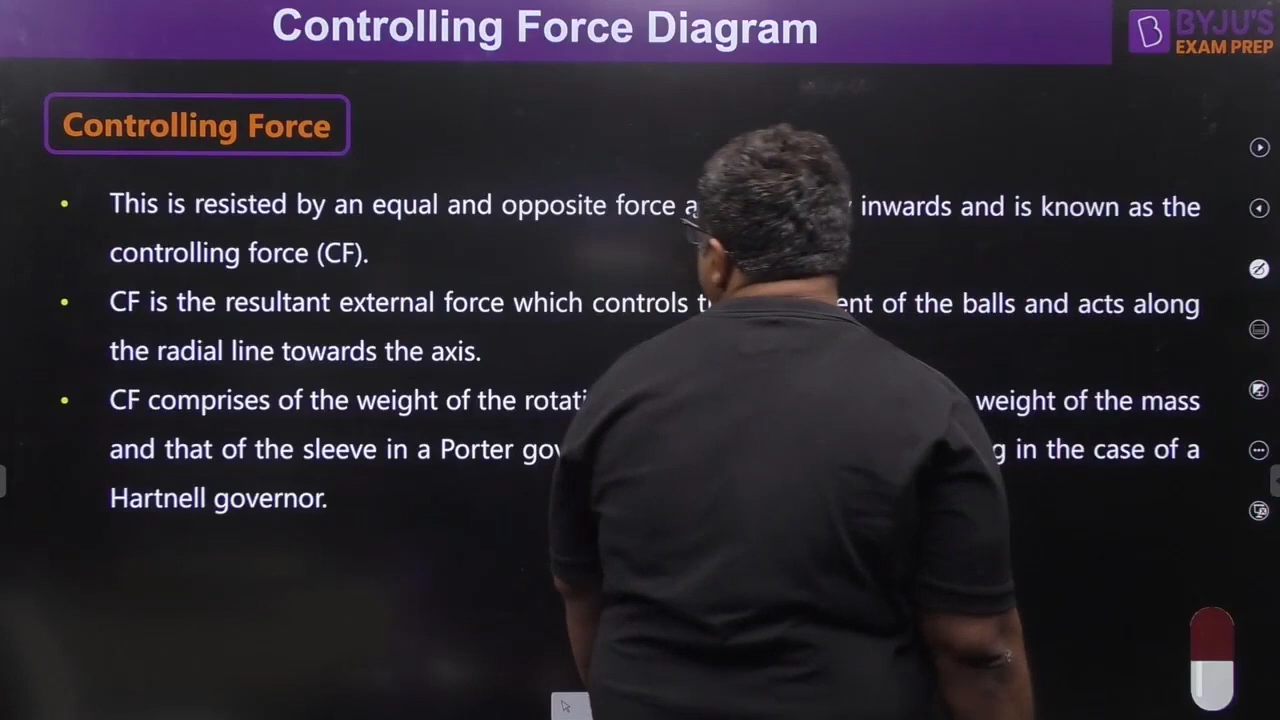 Controlling Force Diagram
BYJU'S
EXAM PREP
Controlling Force
This is resisted by an equal and opposite force inwards and is known as the
controlling force (CF).
CF is the resultant external force which controls of the balls and acts along
the radial line towards the axis.
CF comprises of the weight of the weight of the mass
and that of the sleeve in a Porter in the case of a
Hartnell governor.